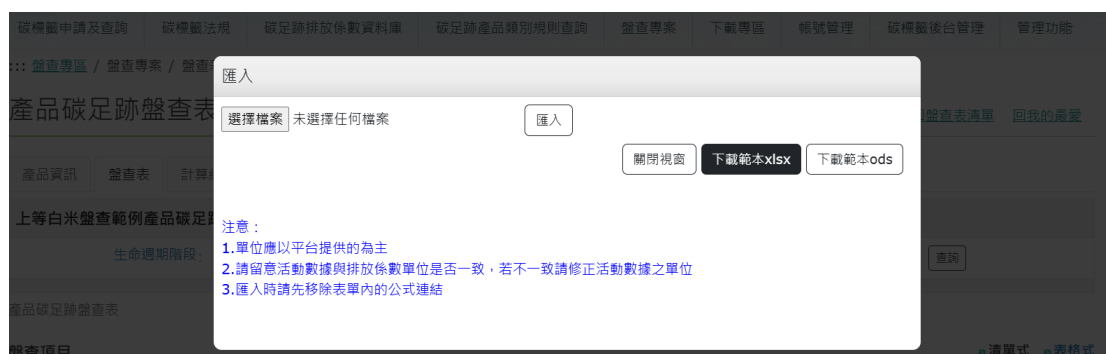 碳標籤申請及查詢 碳標籤法規 碳足跡排放係數資料庫 碳足跡產品類別規則查詢 盤查專案 下載專區 帳號管理 碳標籤後台管理 管理功能
::: 盤查專區 / 盤查專案 / 盤查
匯入
產品碳足跡盤查表
選擇檔案 未選擇任何檔案 匯入
盤查表清單 回我的最愛
關閉視窗 下載範本xlsx 下載範本ods
產品資訊 盤查表 計算
上等白米盤查範例產品碳足
注意：
生命週期階段:
1.單位應以平台提供的為主
查詢
2.請留意活動數據與排放係數單位是否一致，若不一致請修正活動數據之單位
3.匯入時請先移除表單內的公式連結
產品碳足跡盤查表
盤查項目
清單式 表格式